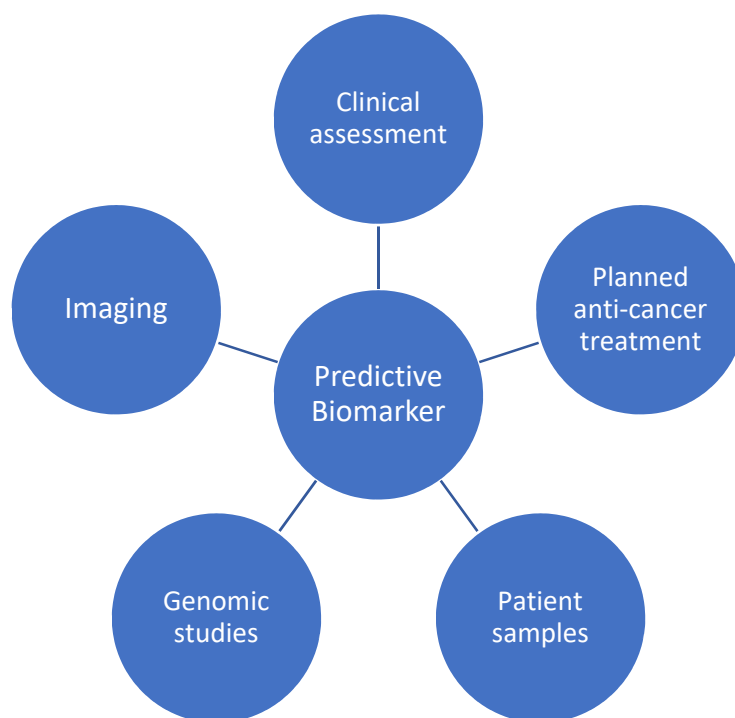 Clinical
assessment
Planned
anti-cancer
treatment
Imaging
Predictive
Biomarker
Genomic
studies
Patient
samples